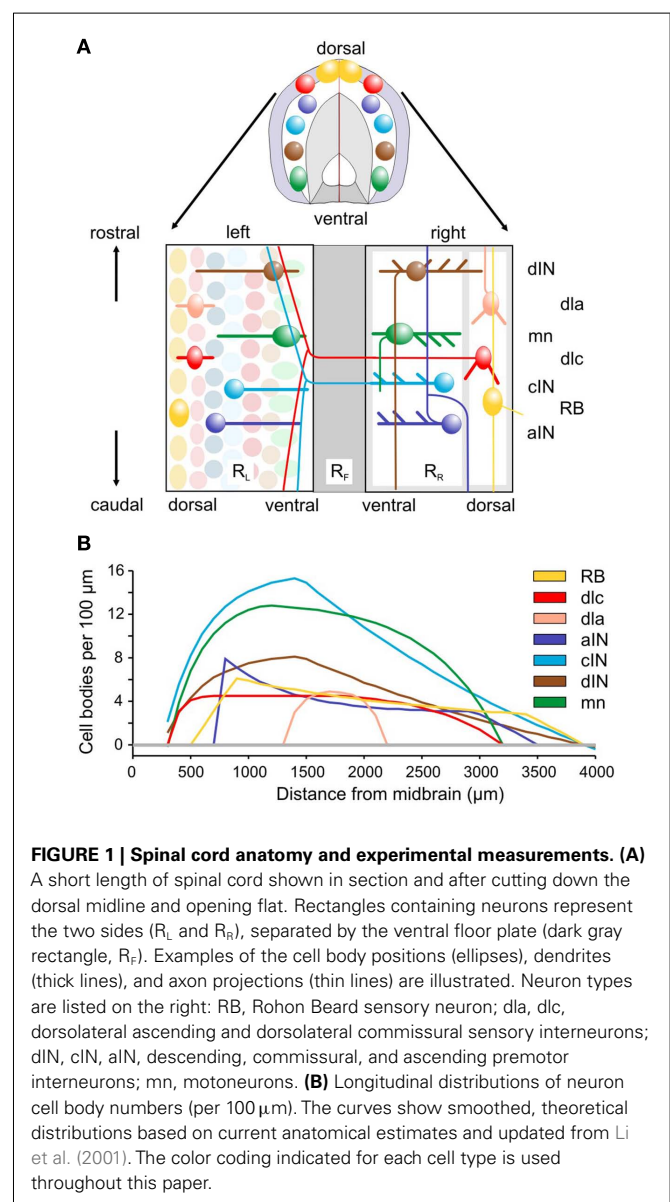 A
dorsal
ventral
rostral
left
right
dIN
dla
mn
dlc
cIN
RB
aIN
R_L
R_F
R_R
caudal
dorsal
ventral
ventral
dorsal
B
Cell bodies per 100 μm
16
12
8
4
0
0
500
1000
1500
2000
2500
3000
3500
4000
Distance from midbrain (μm)
RB
dlc
dla
aIN
cIN
dIN
mn
FIGURE 1 | Spinal cord anatomy and experimental measurements. (A)
A short length of spinal cord shown in section and after cutting down the
dorsal midline and opening flat. Rectangles containing neurons represent
the two sides (R_L and R_R), separated by the ventral floor plate (dark gray
rectangle, R_F). Examples of the cell body positions (ellipses), dendrites
(thick lines), and axon projections (thin lines) are illustrated. Neuron types
are listed on the right: RB, Rohon Beard sensory neuron; dla, dlc,
dorsolateral ascending and dorsolateral commissural sensory interneurons;
dIN, cIN, aIN, descending, commissural, and ascending premotor
interneurons; mn, motoneurons. (B) Longitudinal distributions of neuron
cell body numbers (per 100 μm). The curves show smoothed, theoretical
distributions based on current anatomical estimates and updated from Li
et al. (2001). The color coding indicated for each cell type is used
throughout this paper.